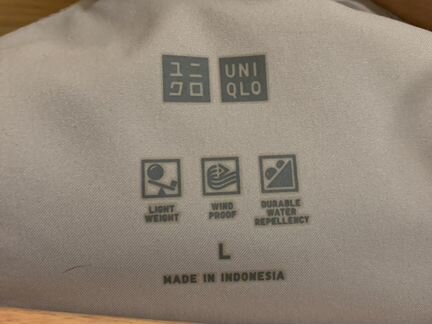 ユニ UNI
クロ QLO
LIGHT WEIGHT
WIND PROOF
DURABLE WATER REPELLENCY
L
MADE IN INDONESIA